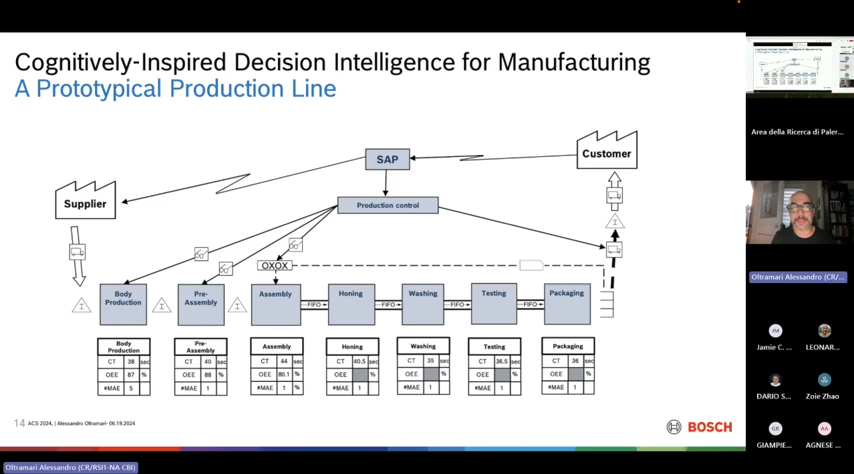 Cognitively-Inspired Decision Intelligence for Manufacturing
A Prototypical Production Line
SAP
Customer
Supplier
Production control
I
OXOX
I
I
I
Body Production
Pre-Assembly
Assembly
FIFO
Honing
FIFO
Washing
FIFO
Testing
FIFO
Packaging
Body Production
CT 38 sec
OEE 87 %
#MAE 5
Pre-Assembly
CT 40 sec
OEE 88 %
#MAE 1
Assembly
CT 44 sec
OEE 80.1 %
#MAE 1 %
Honing
CT 40.5 sec
OEE %
#MAE 1
Washing
CT 35 sec
OEE %
#MAE 1
Testing
CT 36.5 sec
OEE %
#MAE 1
Packaging
CT 36 sec
OEE %
#MAE 1
14 ACS 2024, | Alessandro Oltramari- 06.19.2024
BOSCH
Area della Ricerca di Paler...
Oltramari Alessandro (CR/...
JM
Jamie C. ...
LEONAR...
DARIO S...
Zoie Zhao
GR
GIAMPIE...
AA
AGNESE ...
Oltramari Alessandro (CR/RSI1-NA CBI)